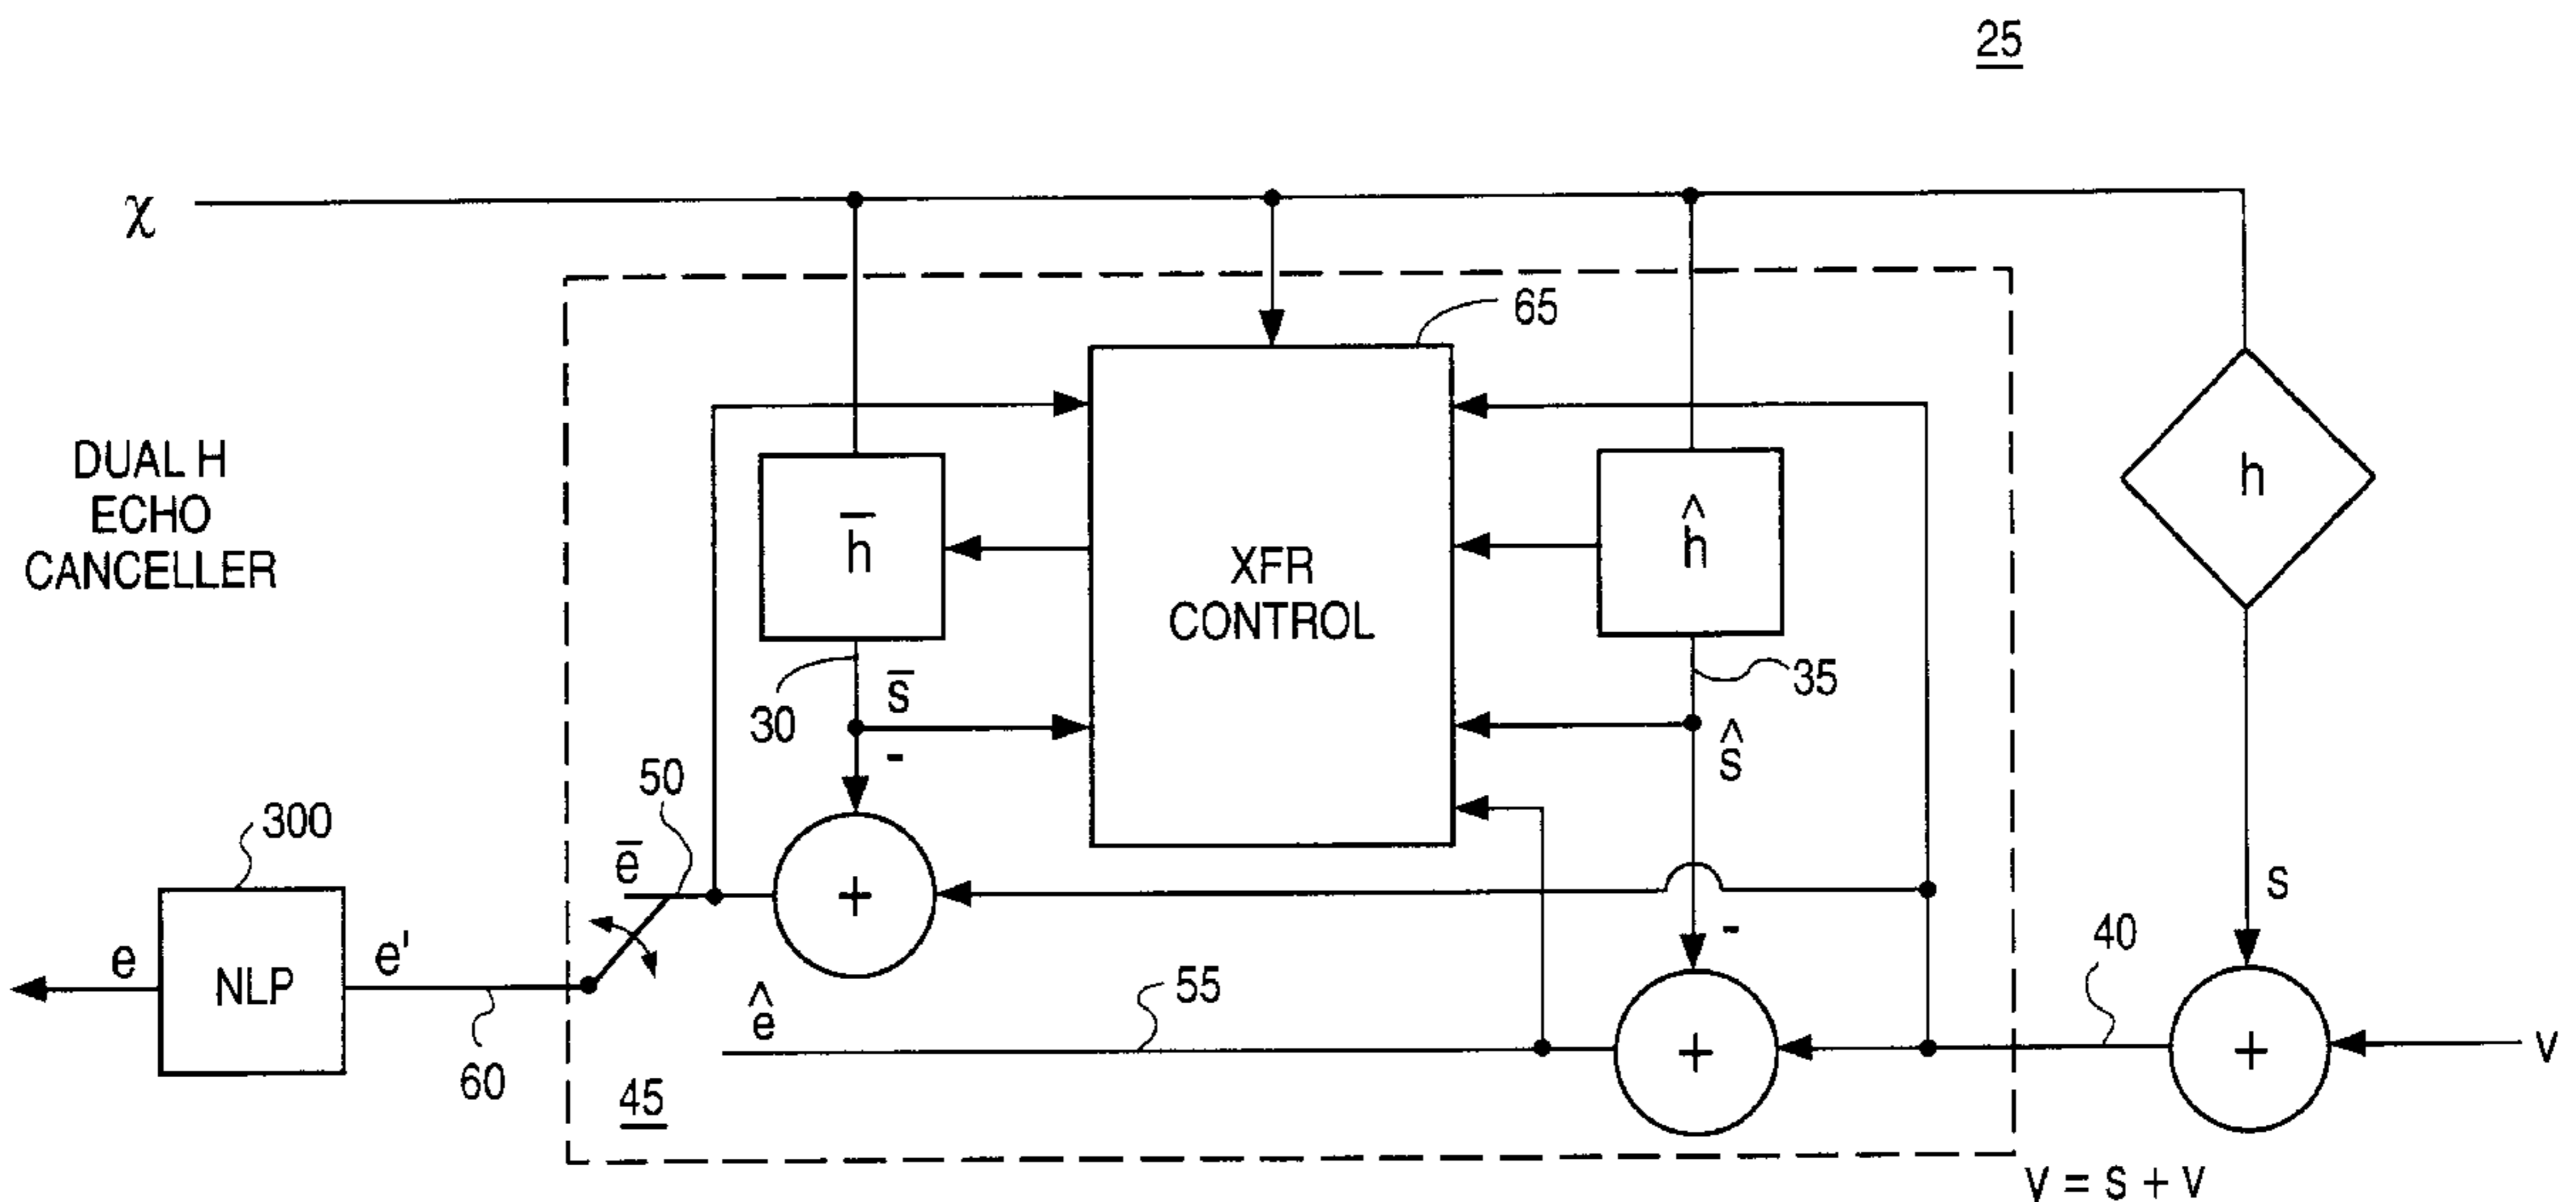 25
χ
65
DUAL H
ECHO
CANCELLER
h̅
XFR
CONTROL
ĥ
h
30
s̅
-
35
ŝ
50
300
e̅
+
s
-
40
e
NLP
e'
60
ê
55
+
+
v
45
v = s + v